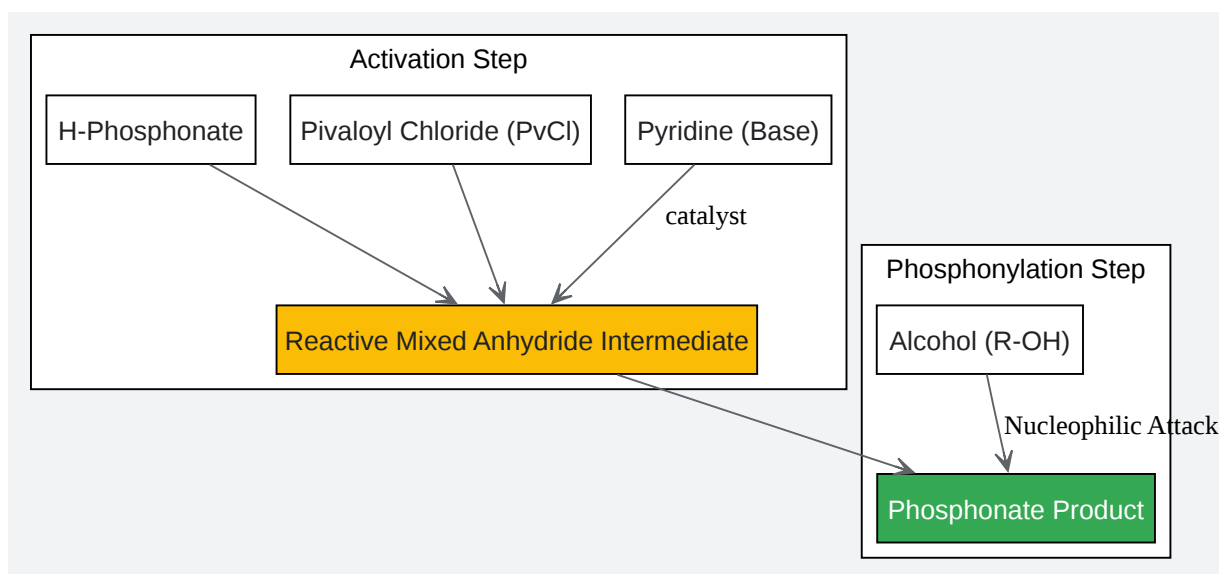 Activation Step
H-Phosphonate
Pivaloyl Chloride (PvCl)
Pyridine (Base)
catalyst
Reactive Mixed Anhydride Intermediate
Phosphonylation Step
Alcohol (R-OH)
Nucleophilic Attack
Phosphonate Product